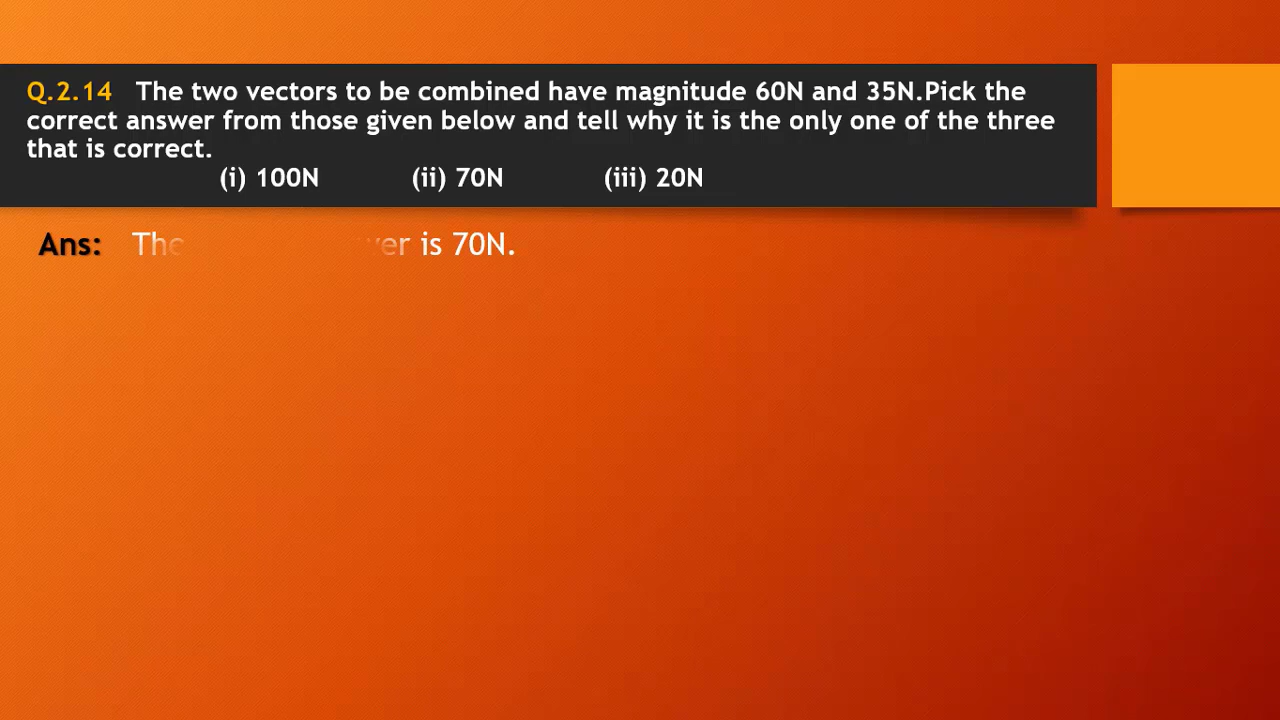 Q.2.14 The two vectors to be combined have magnitude 60N and 35N.Pick the
correct answer from those given below and tell why it is the only one of the three
that is correct.
(i) 100N (ii) 70N (iii) 20N
Ans: The is 70N.